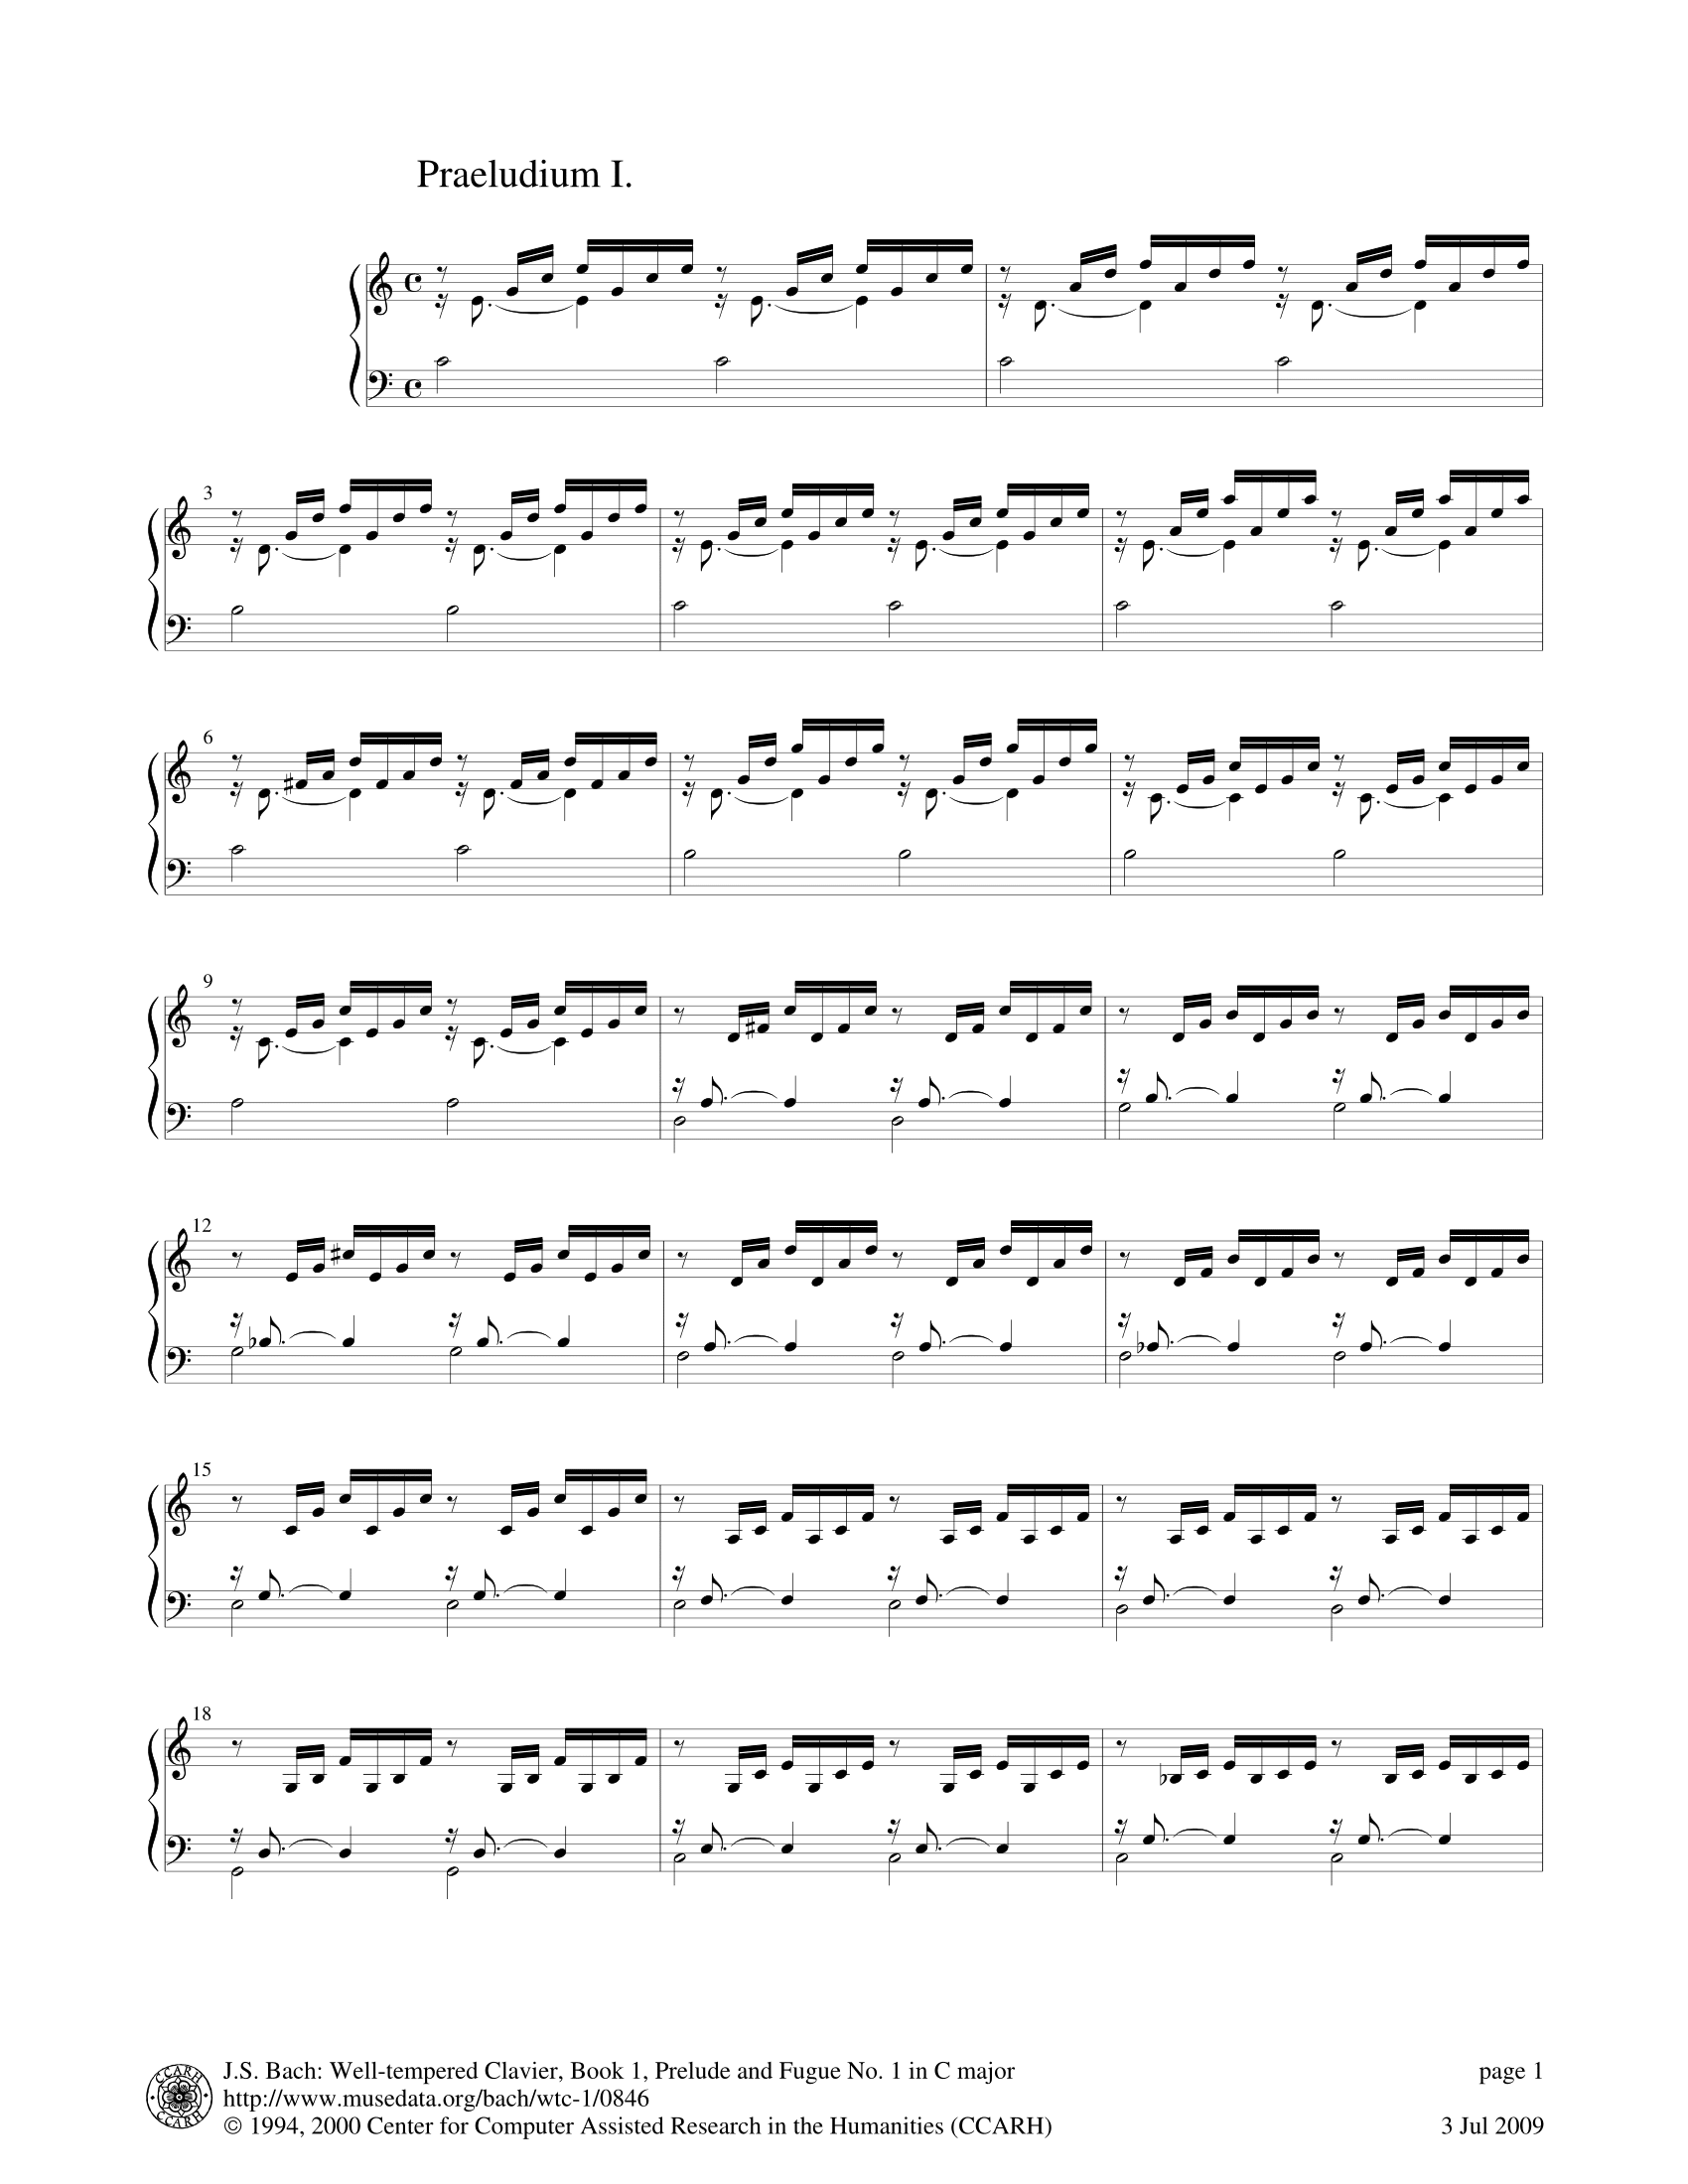 Praeludium I.
3
6
9
12
15
18
CCARH
CCARH
J.S. Bach: Well-tempered Clavier, Book 1, Prelude and Fugue No. 1 in C major
page 1
http://www.musedata.org/bach/wtc-1/0846
© 1994, 2000 Center for Computer Assisted Research in the Humanities (CCARH)
3 Jul 2009